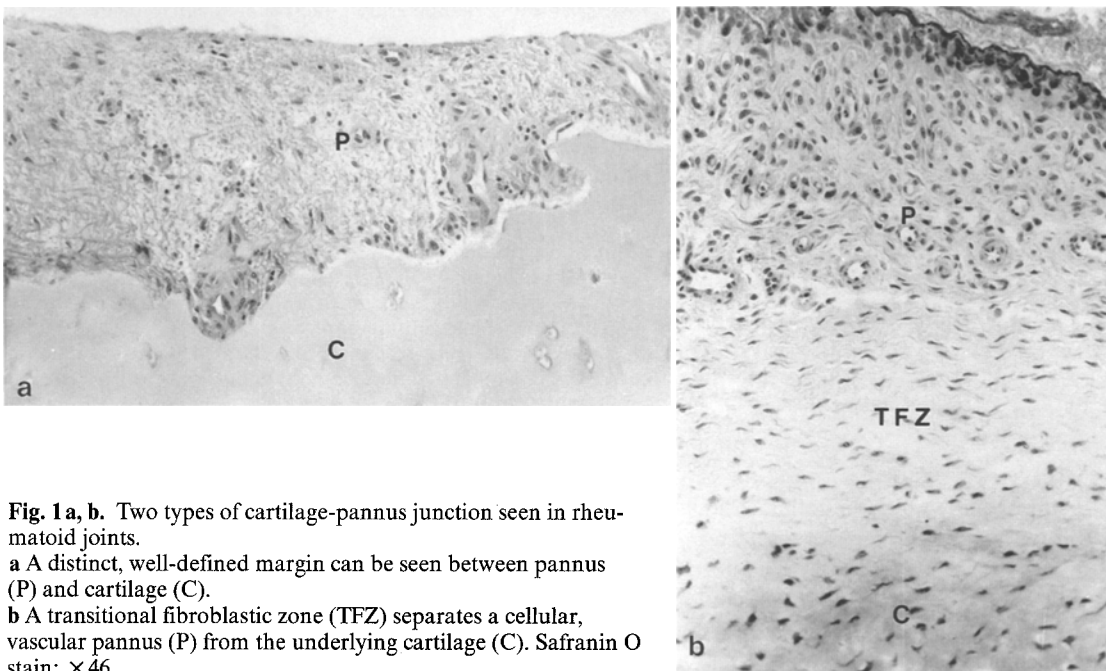 P
C
a
P
TFZ
C
b
Fig. 1 a, b. Two types of cartilage-pannus junction seen in rheu-
matoid joints.
a A distinct, well-defined margin can be seen between pannus
(P) and cartilage (C).
b A transitional fibroblastic zone (TFZ) separates a cellular,
vascular pannus (P) from the underlying cartilage (C). Safranin O
stain; ×46